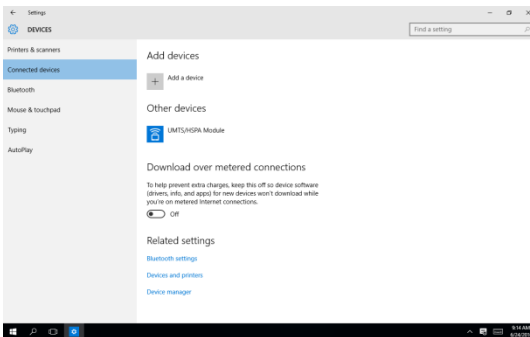 Settings
DEVICES
Find a setting
Printers & scanners
Connected devices
Bluetooth
Mouse & touchpad
Typing
AutoPlay
Add devices
Add a device
Other devices
UMTS/HSPA Module
Download over metered connections
To help prevent extra charges, keep this off so device software
(drivers, info, and apps) for new devices won't download while
you're on metered Internet connections.
Off
Related settings
Bluetooth settings
Devices and printers
Device manager
9:14 AM